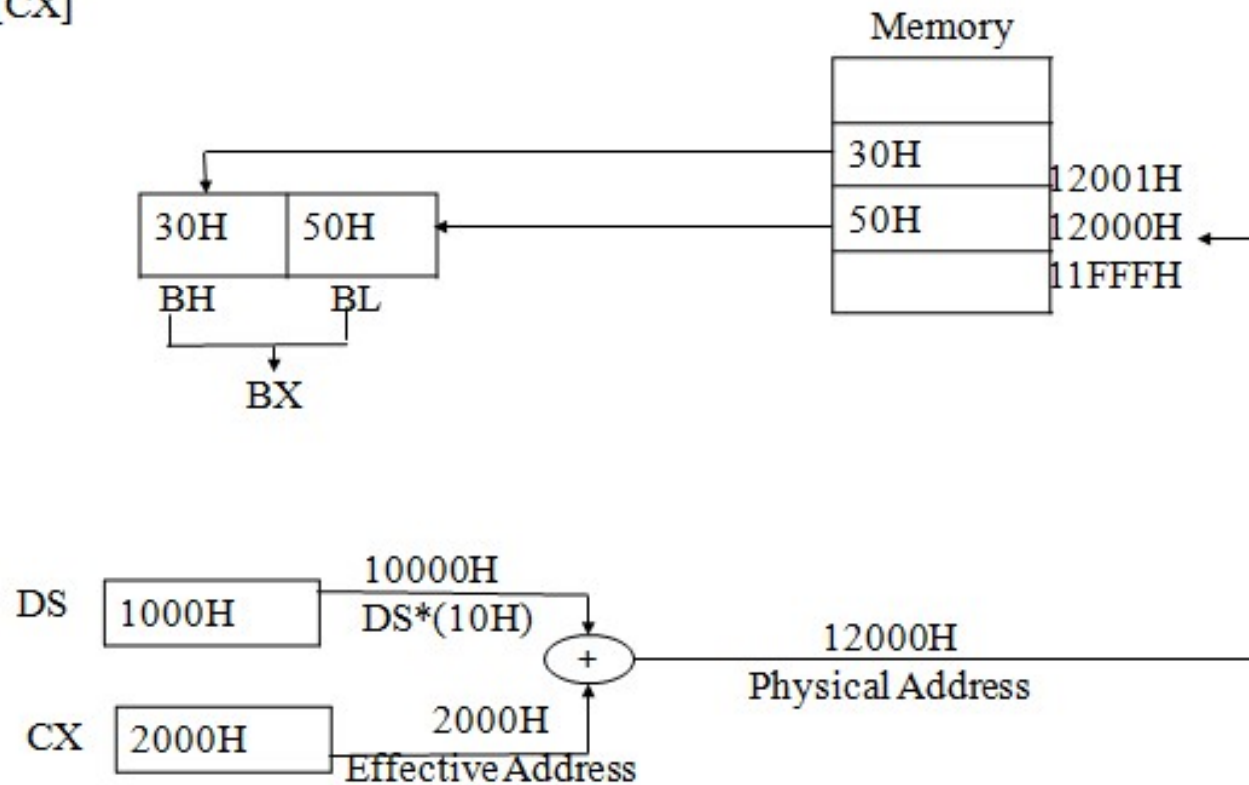 [CX]
Memory
30H
12001H
30H 50H
50H
12000H
11FFFH
BH BL
BX
10000H
DS
1000H
DS*(10H)
+
12000H
Physical Address
CX
2000H
2000H
Effective Address